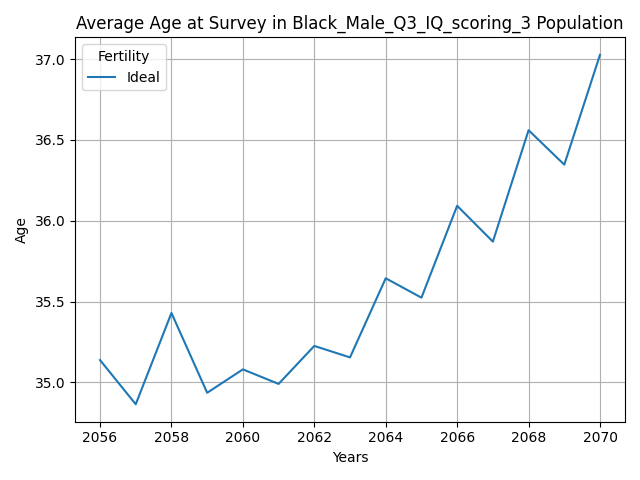 Average Age at Survey in Black_Male_Q3_IQ_scoring_3 Population
Fertility
Ideal
37.0
36.5
36.0
35.5
35.0
Age
2056 2058 2060 2062 2064 2066 2068 2070
Years